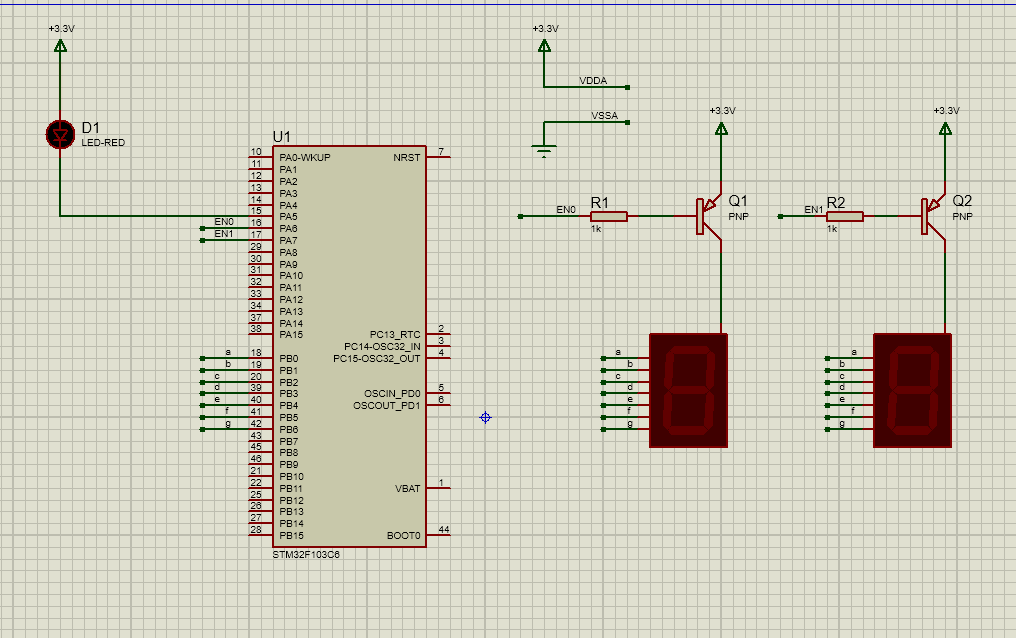 +3.3V
D1
LED-RED
U1
10 PA0-WKUP
11 PA1
12 PA2
13 PA3
14 PA4
15 PA5
EN0 16 PA6
EN1 17 PA7
29 PA8
30 PA9
31 PA10
32 PA11
33 PA12
34 PA13
37 PA14
38 PA15
a 18 PB0
b 19 PB1
c 20 PB2
d 39 PB3
e 40 PB4
f 41 PB5
g 42 PB6
43 PB7
45 PB8
46 PB9
21 PB10
22 PB11
25 PB12
26 PB13
27 PB14
28 PB15
NRST 7
PC13_RTC 2
PC14-OSC32_IN 3
PC15-OSC32_OUT 4
OSCIN_PD0 5
OSCOUT_PD1 6
VBAT 1
BOOT0 44
STM32F103C6
+3.3V
VDDA
VSSA
+3.3V
EN0
R1
1k
Q1
PNP
a
b
c
d
e
f
g
+3.3V
EN1
R2
1k
Q2
PNP
a
b
c
d
e
f
g